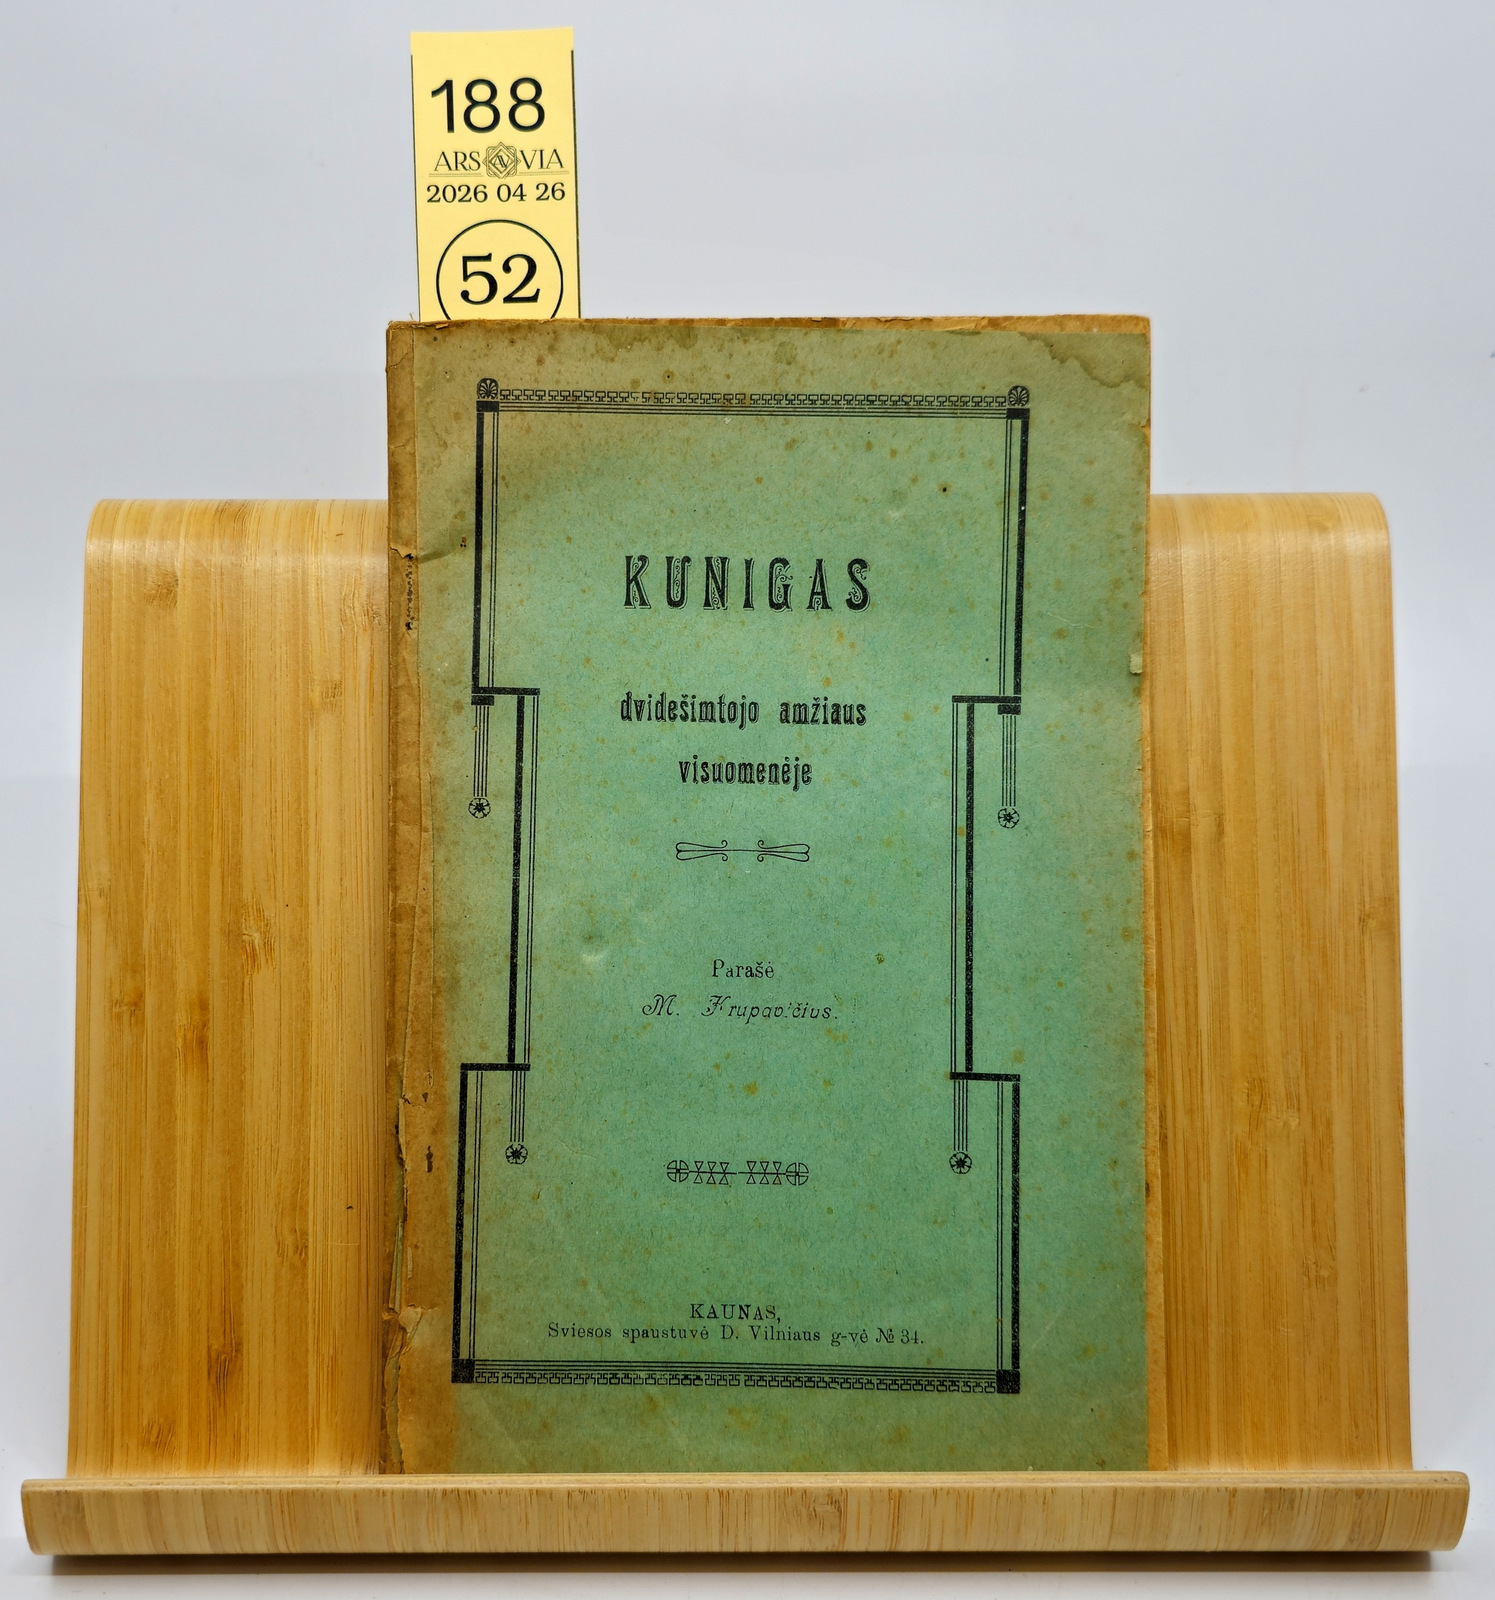 188
ARS AV VIA
2026 04 26
52
KUNIGAS
dvidešimtojo amžiaus
visuomenėje
Parašė
M. Krupavičius.
KAUNAS,
Sviesos spaustuvė D. Vilniaus g-vė № 34.